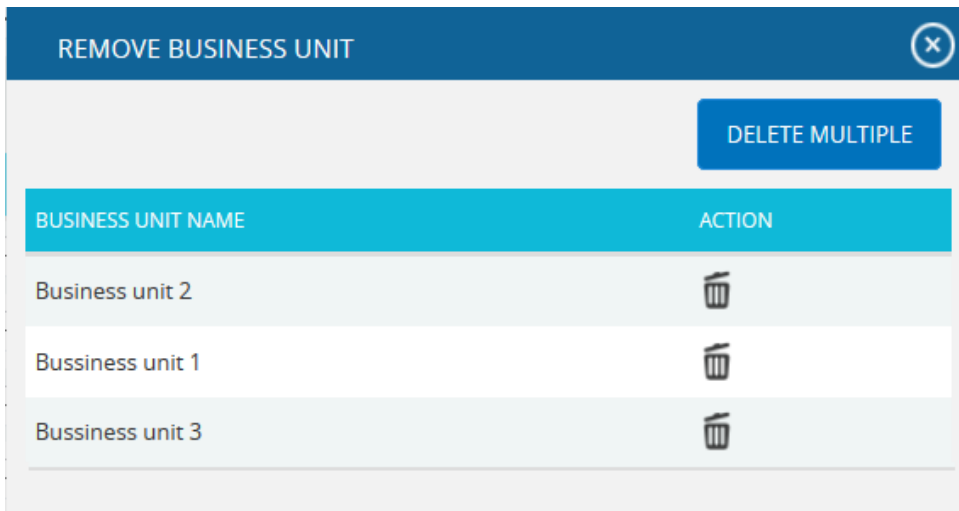 REMOVE BUSINESS UNIT
DELETE MULTIPLE
BUSINESS UNIT NAME ACTION
Business unit 2
Bussiness unit 1
Bussiness unit 3